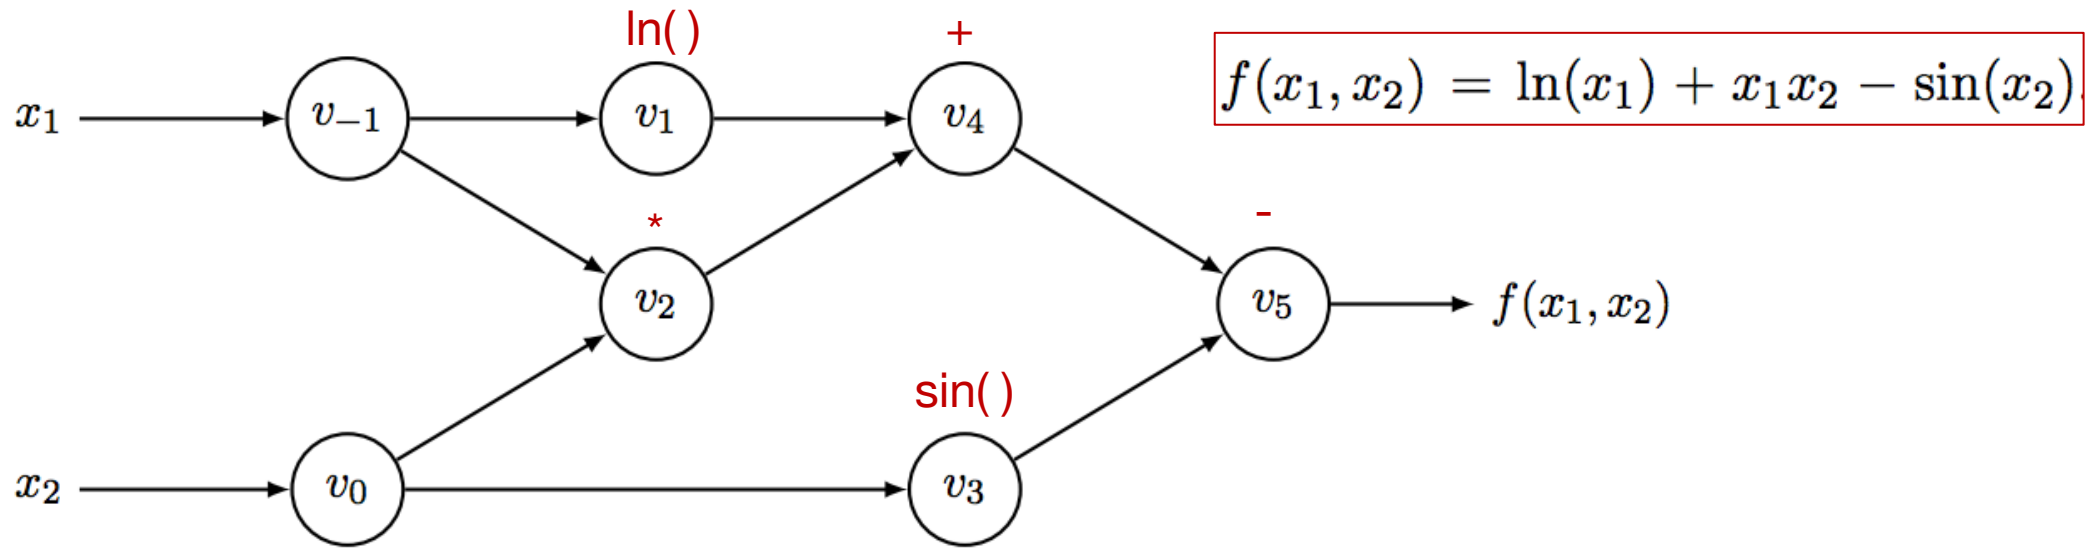 ln( )
+
f(x₁, x₂) = ln(x₁) + x₁x₂ − sin(x₂).
x₁
v₋₁
v₁
v₄
*
-
v₂
v₅
f(x₁, x₂)
sin( )
x₂
v₀
v₃